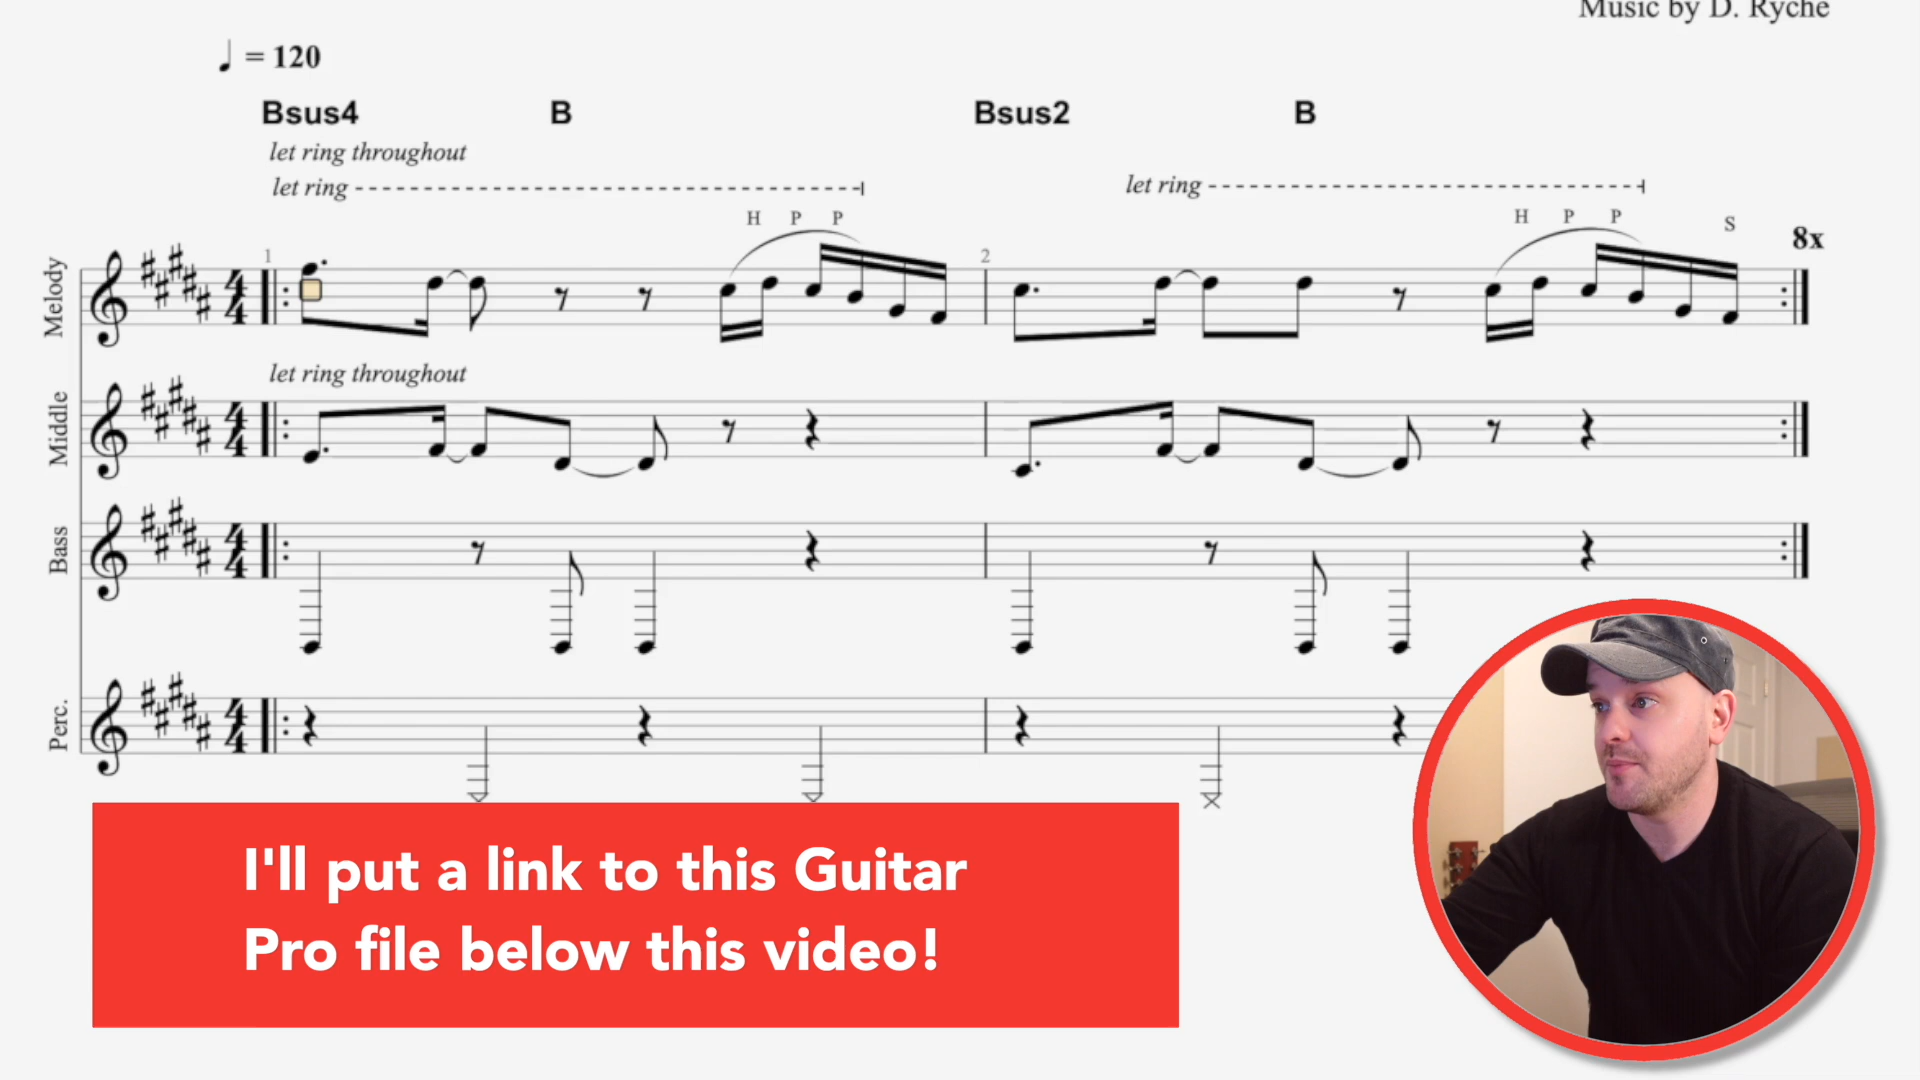 Music by D. Ryche
= 120
Bsus4 B Bsus2 B
let ring throughout
let ring let ring
H P P H P P S
8x
1 2
Melody
let ring throughout
Middle
Bass
Perc.
I'll put a link to this Guitar
Pro file below this video!